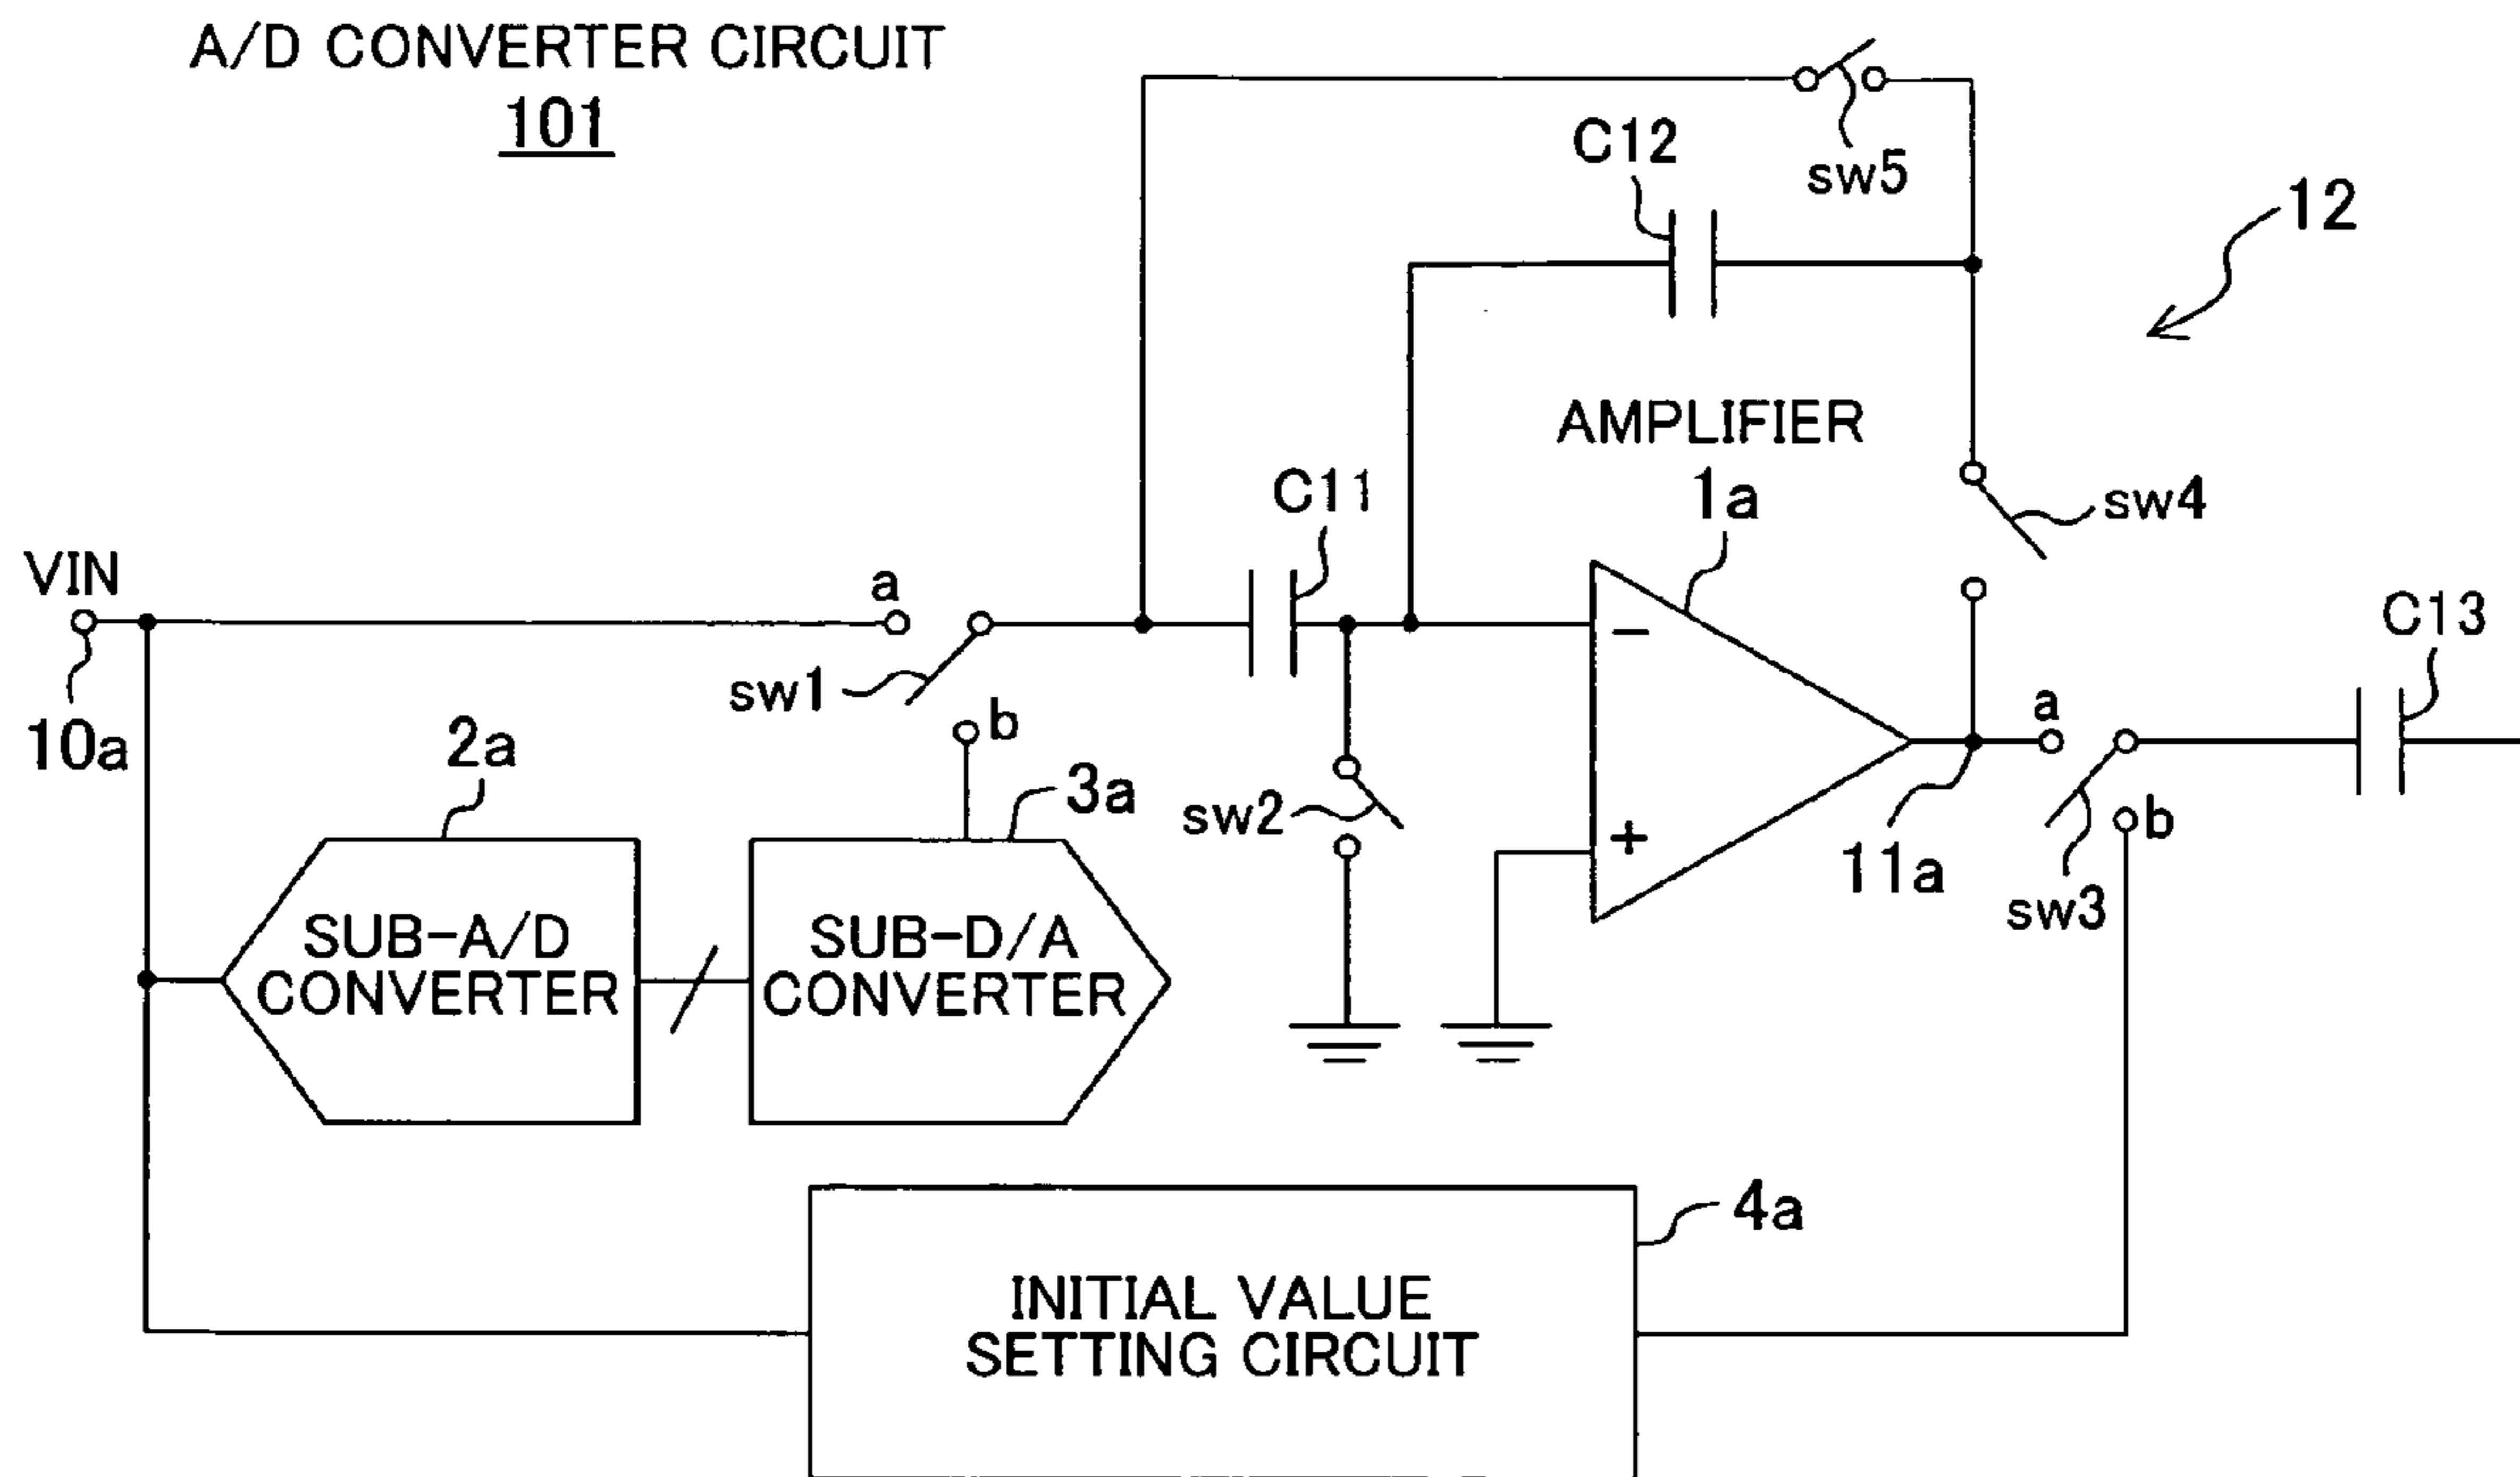 A/D CONVERTER CIRCUIT
101
C12
sw5
12
AMPLIFIER
1a
C11
sw4
VIN
a
−
C13
sw1
10a
b
2a
3a
sw2
+
a
b
11a
sw3
SUB-A/D
CONVERTER
SUB-D/A
CONVERTER
4a
INITIAL VALUE
SETTING CIRCUIT